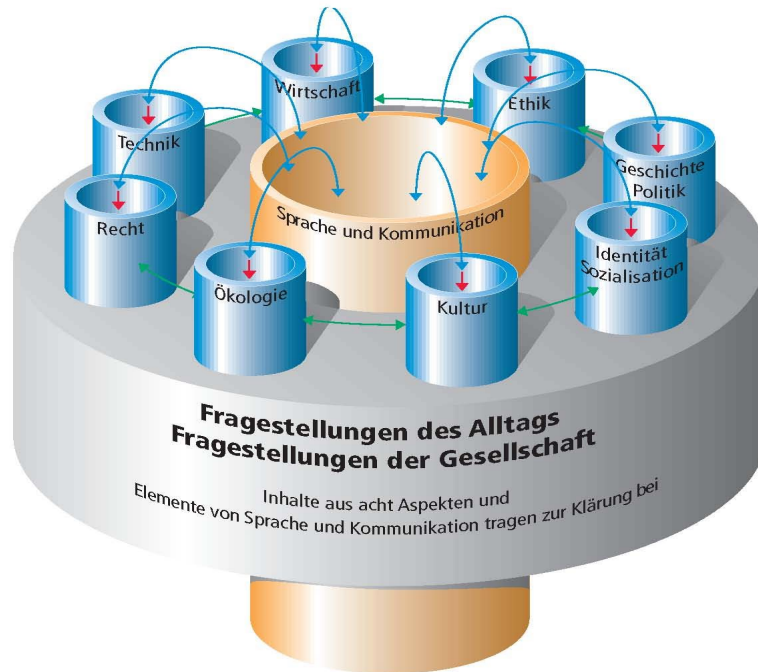 Wirtschaft
Ethik
Technik
Geschichte
Politik
Recht
Sprache und Kommunikation
Identität
Sozialisation
Ökologie
Kultur
Fragestellungen des Alltags
Fragestellungen der Gesellschaft
Inhalte aus acht Aspekten und
Elemente von Sprache und Kommunikation tragen zur Klärung bei